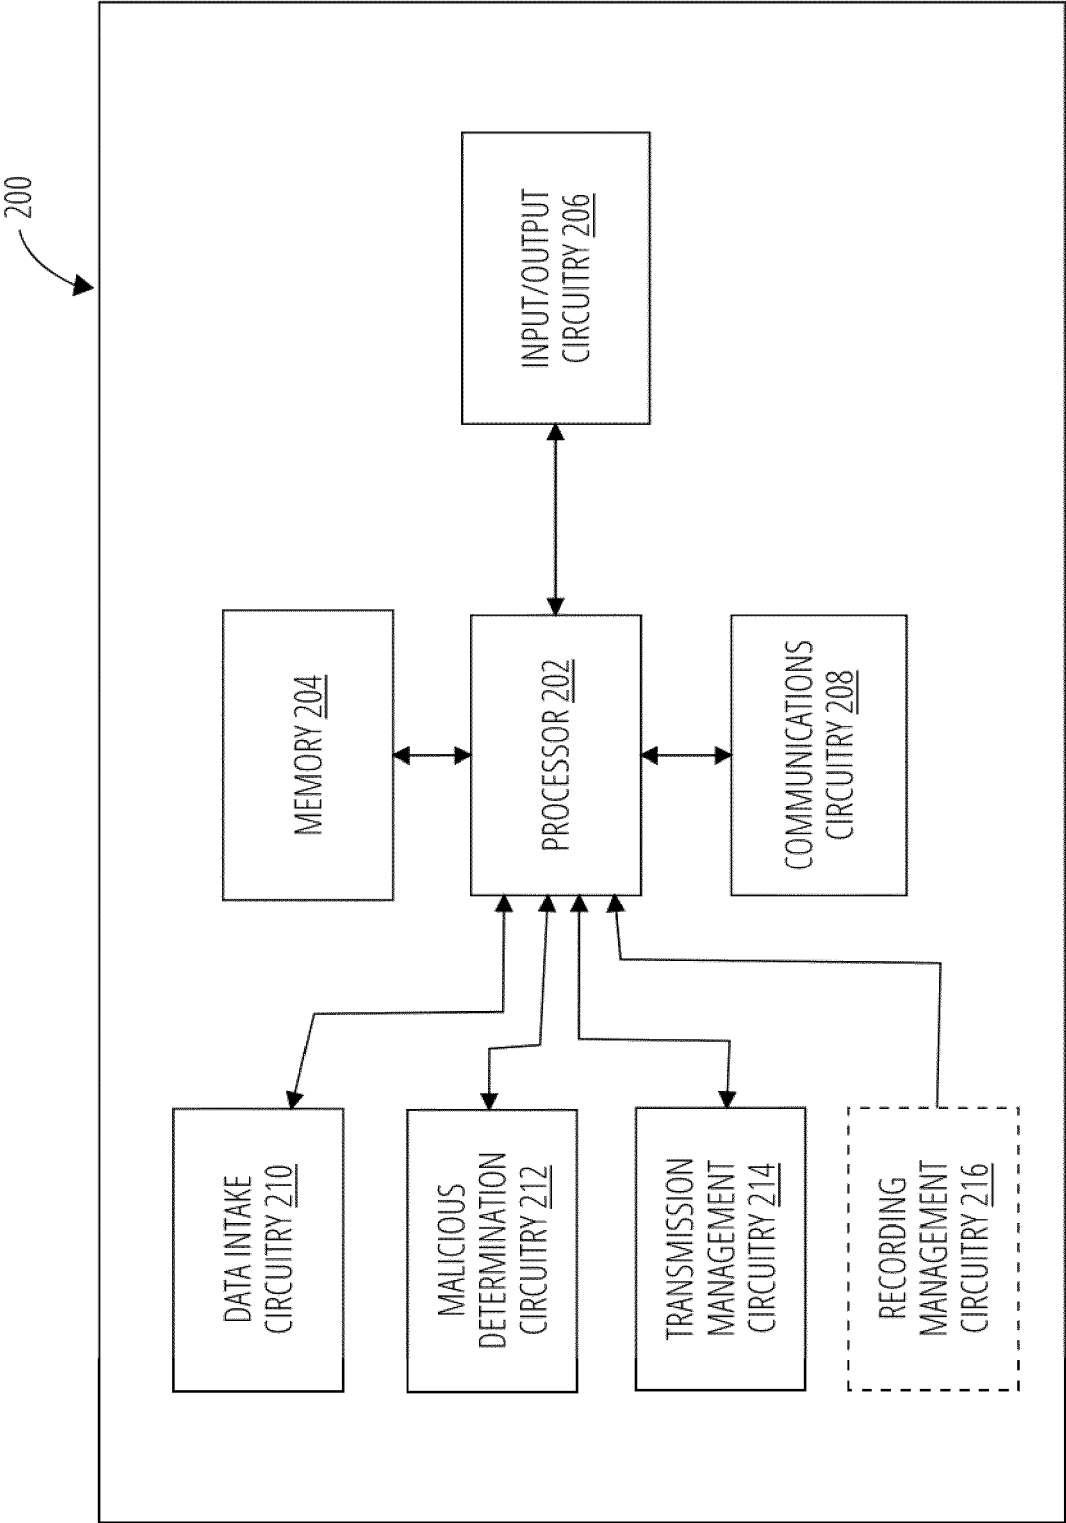 200
MEMORY 204
DATA INTAKE
CIRCUITRY 210
MALICIOUS
DETERMINATION
CIRCUITRY 212
PROCESSOR 202
INPUT/OUTPUT
CIRCUITRY 206
TRANSMISSION
MANAGEMENT
CIRCUITRY 214
COMMUNICATIONS
CIRCUITRY 208
RECORDING
MANAGEMENT
CIRCUITRY 216